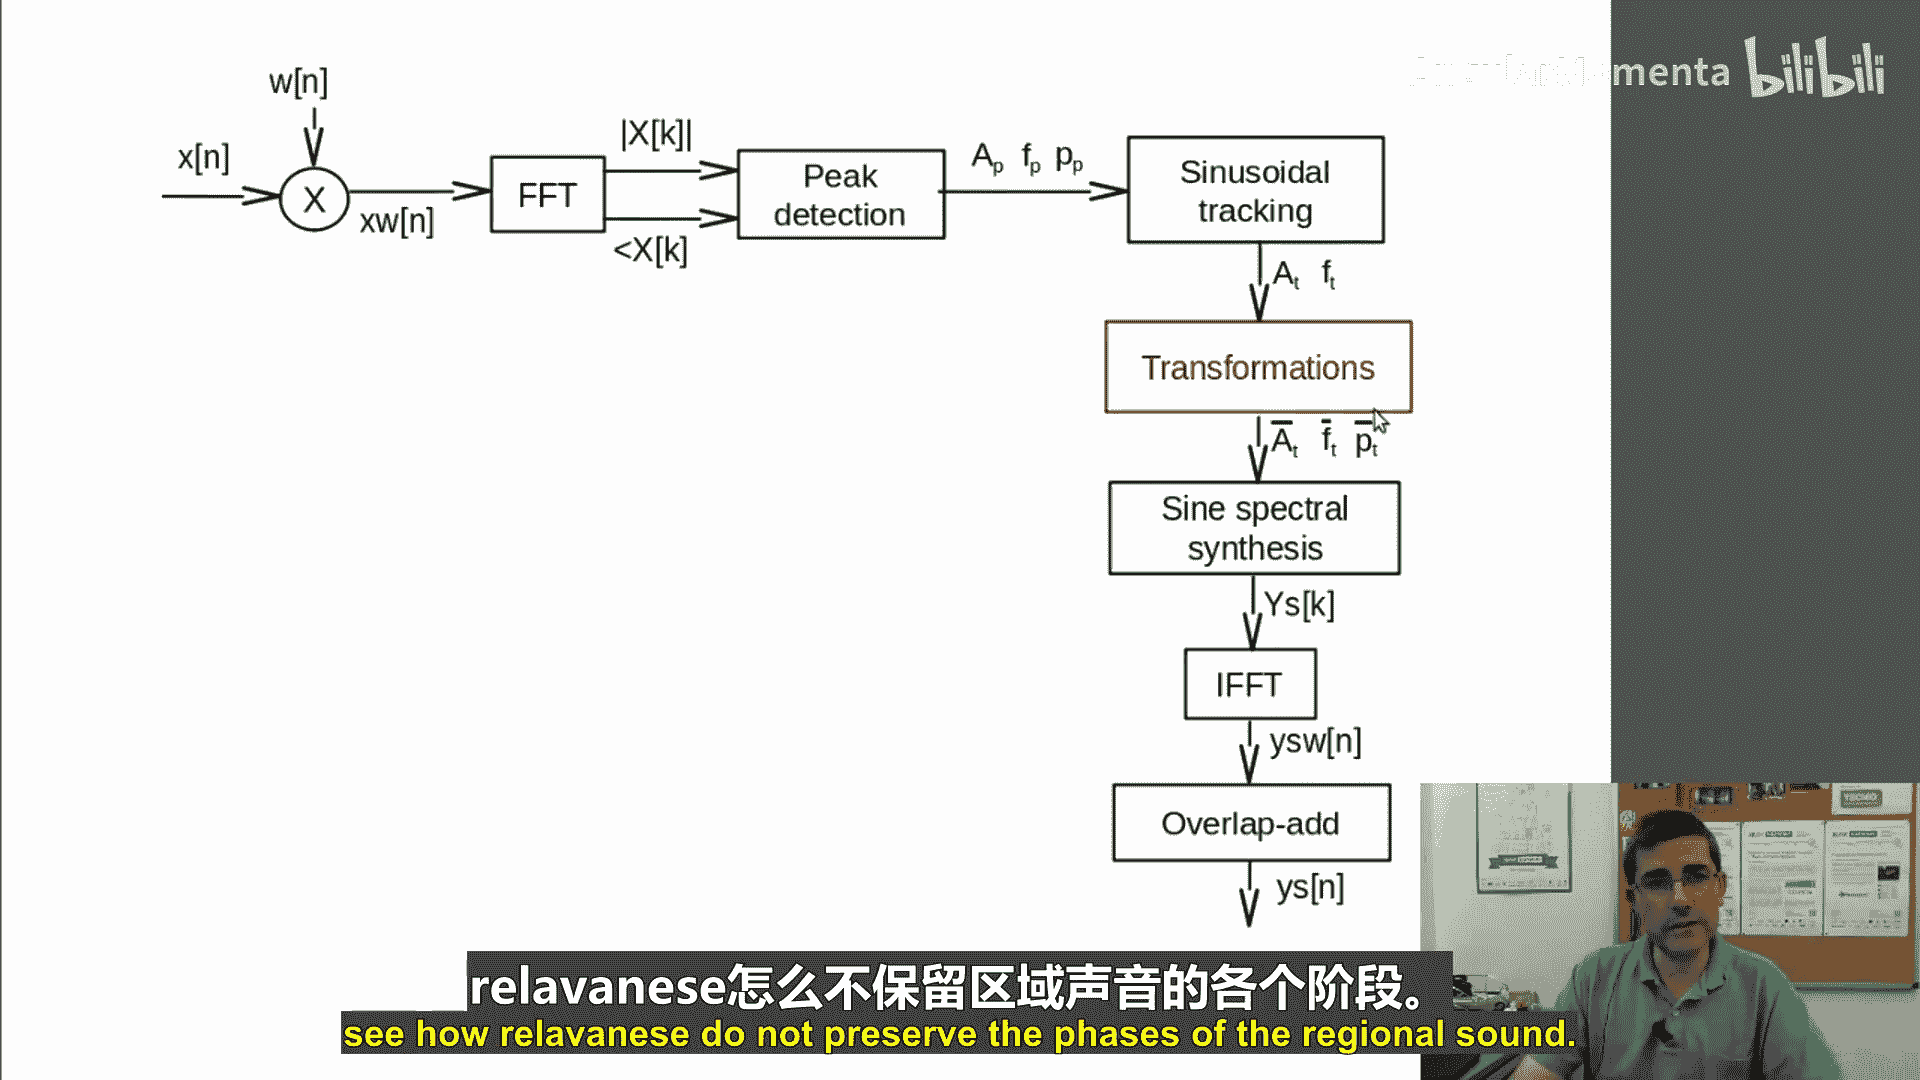 menta bilibili
w[n]
x[n]
X
xw[n]
FFT
|X[k]|
<X[k]
Peak
detection
Ap fp pp
Sinusoidal
tracking
At ft
Transformations
A̅t f̅t p̅t
Sine spectral
synthesis
Ys[k]
IFFT
ysw[n]
Overlap-add
ys[n]
relavanese怎么不保留区域声音的各个阶段。
see how relavanese do not preserve the phases of the regional sound.